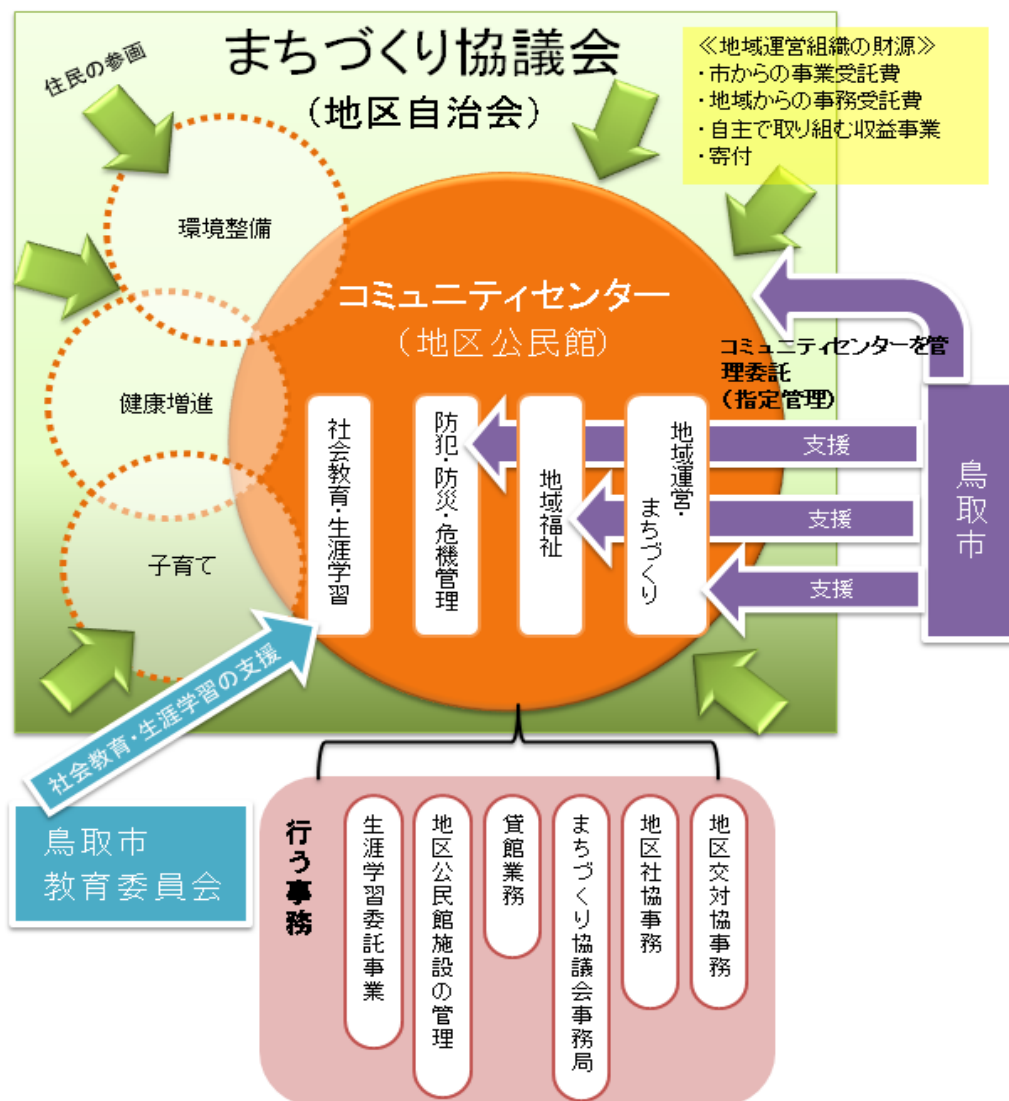 まちづくり協議会
(地区自治会)
住民の参画
≪地域運営組織の財源≫
・市からの事業受託費
・地域からの事務受託費
・自主で取り組む収益事業
・寄付
環境整備
健康増進
子育て
コミュニティセンター
(地区公民館)
コミュニティセンターを管
理委託
(指定管理)
社会教育・生涯学習
防犯・防災・危機管理
地域福祉
地域運営・
まちづくり
支援
支援
支援
鳥取市
社会教育・生涯学習の支援
鳥取市
教育委員会
行う事務
生涯学習委託事業
地区公民館施設の管理
貸館業務
まちづくり協議会事務局
地区社協事務
地区交対協事務